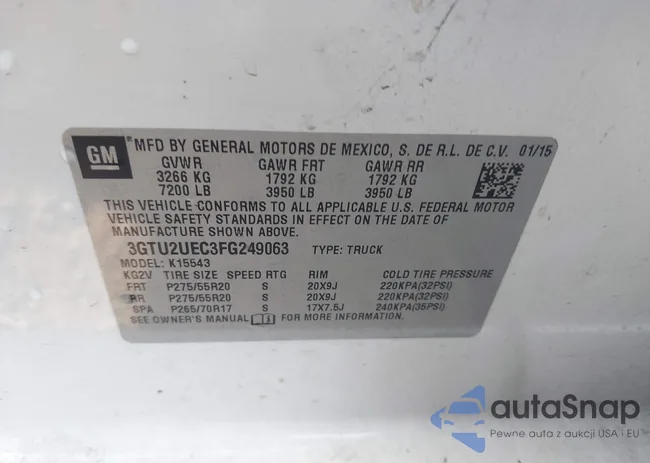 GM
MFD BY GENERAL MOTORS DE MEXICO, S. DE R.L. DE C.V. 01/15
GVWR GAWR FRT GAWR RR
3266 KG 1792 KG 1792 KG
7200 LB 3950 LB 3950 LB
THIS VEHICLE CONFORMS TO ALL APPLICABLE U.S. FEDERAL MOTOR
VEHICLE SAFETY STANDARDS IN EFFECT ON THE DATE OF
MANUFACTURE SHOWN ABOVE.
3GTU2UEC3FG249063 TYPE: TRUCK
MODEL: K15543
KG2V TIRE SIZE SPEED RTG RIM COLD TIRE PRESSURE
FRT P275/55R20 S 20X9J 220KPA(32PSI)
RR P275/55R20 S 20X9J 220KPA(32PSI)
SPA P265/70R17 S 17X7.5J 240KPA(35PSI)
SEE OWNER'S MANUAL FOR MORE INFORMATION.
autoSnap
Pewne auta z aukcji USA i EU